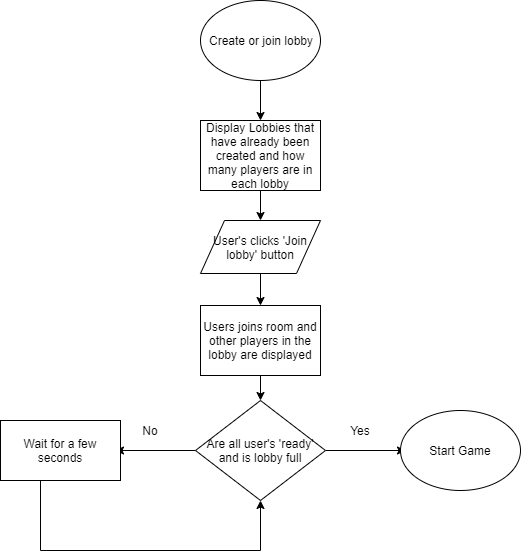 Create or join lobby
Display Lobbies that
have already been
created and how
many players are in
each lobby
User's clicks 'Join
lobby' button
Users joins room and
other players in the
lobby are displayed
No
Yes
Wait for a few
seconds
Are all user's 'ready'
and is lobby full
Start Game